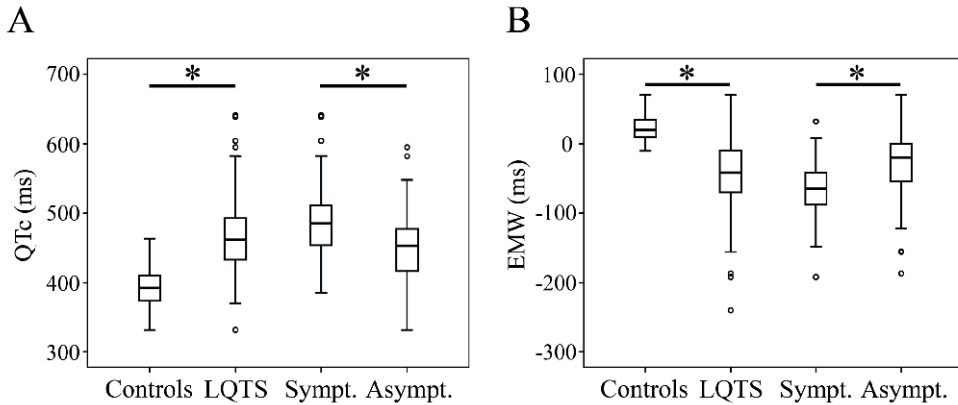 A
B
QTc (ms)
700
600
500
400
300
*
*
Controls
LQTS
Sympt.
Asympt.
EMW (ms)
100
0
-100
-200
-300
*
*
Controls
LQTS
Sympt.
Asympt.